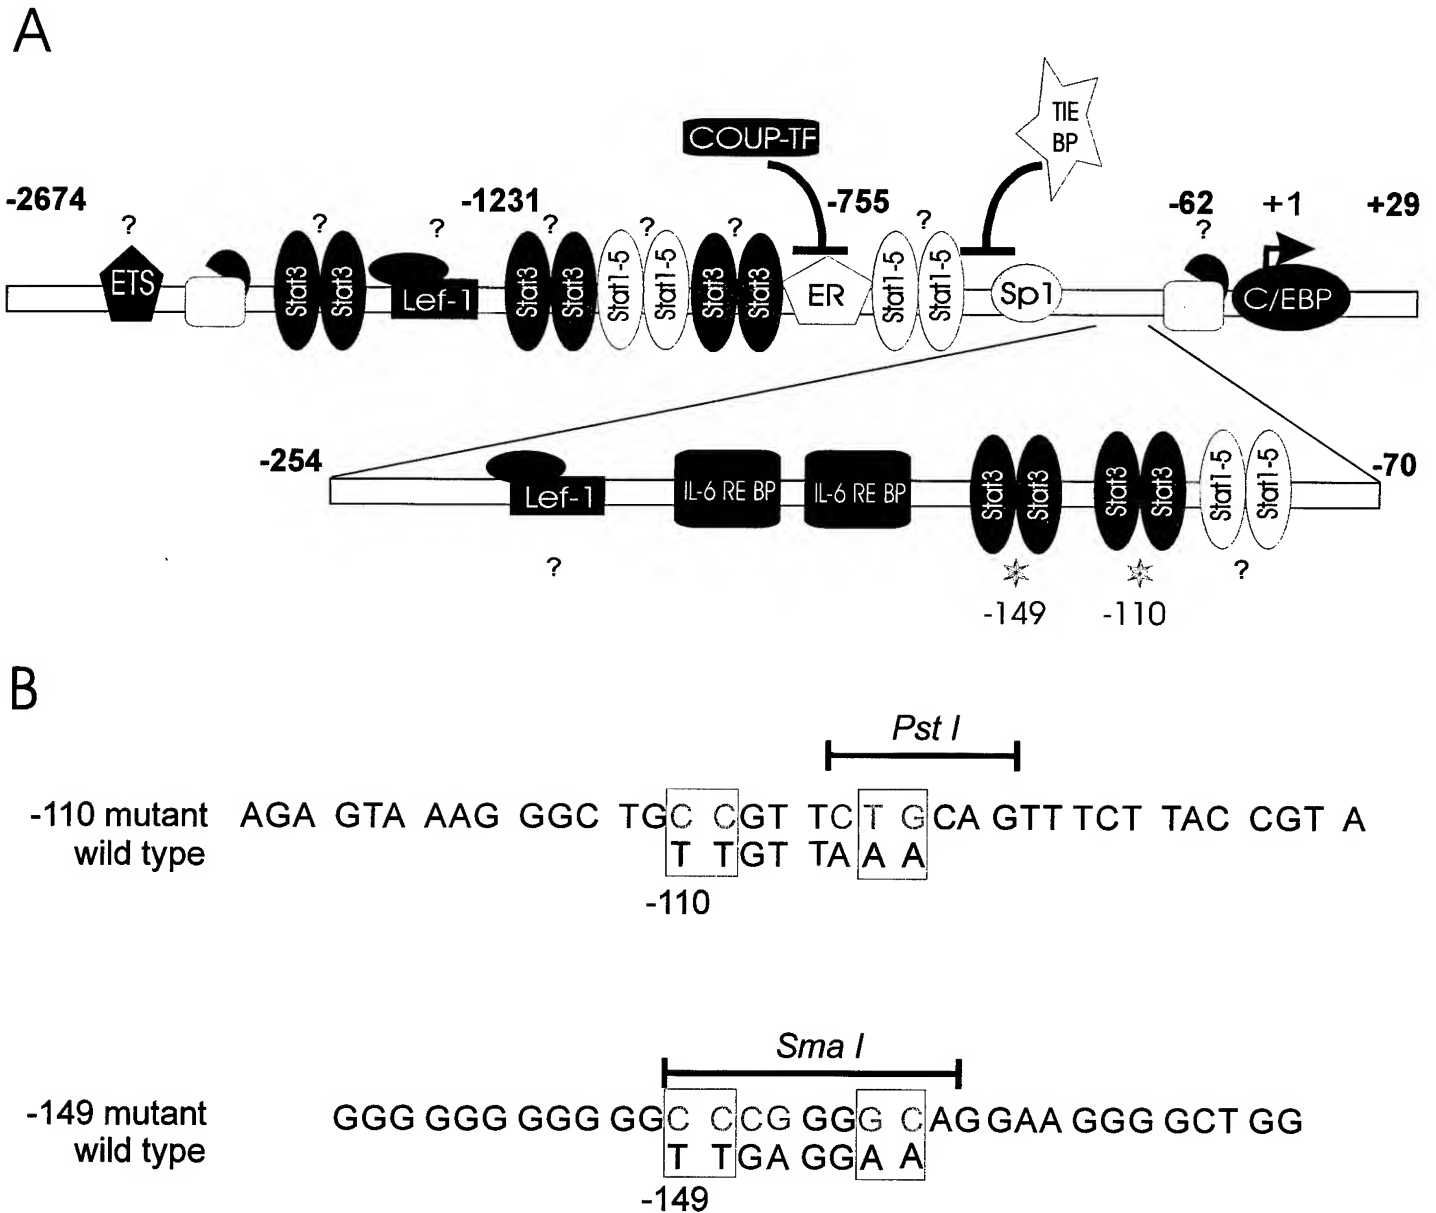 A
TIE
BP
COUP-TF
-2674 -1231 -755 -62 +1 +29
? ? ? ? ? ? ? ?
ETS Stat3 Stat3 Lef-1 Stat3 Stat3 Stat1-5 Stat1-5 Stat3 Stat3 ER Stat1-5 Stat1-5 Sp1 C/EBP
-254 -70
Lef-1 IL-6 RE BP IL-6 RE BP Stat3 Stat3 Stat3 Stat3 Stat1-5 Stat1-5
? ?
-149 -110
B
Pst I
-110 mutant AGA GTA AAG GGC TGC CGT TCT GCA GTT TCT TAC CGT A
wild type T TGT TAA A
-110
Sma I
-149 mutant GGG GGG GGG GGC CCG GGG CAGGAA GGG GCT GG
wild type T TGAGGA A
-149